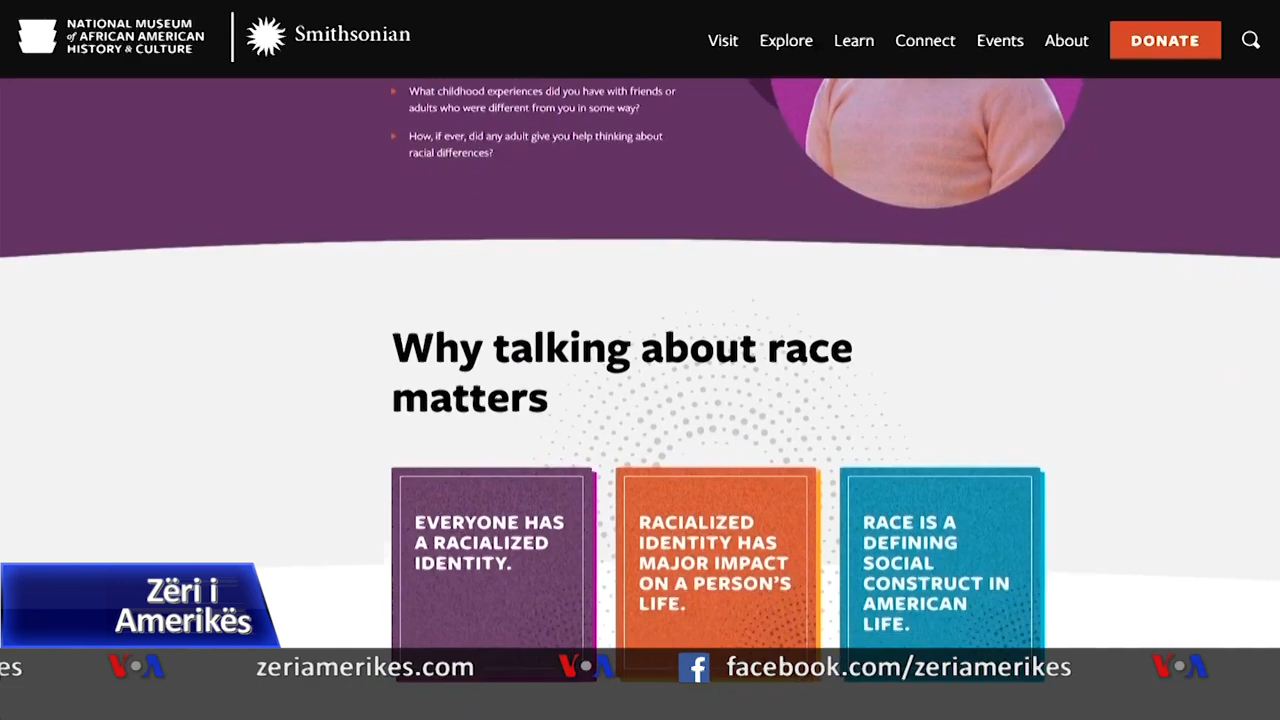 NATIONAL MUSEUM
of AFRICAN AMERICAN
HISTORY & CULTURE
Smithsonian
Visit Explore Learn Connect Events About DONATE
What childhood experiences did you have with friends or
adults who were different from you in some way?
How, if ever, did any adult give you help thinking about
racial differences?
Why talking about race
matters
EVERYONE HAS
A RACIALIZED
IDENTITY.
RACIALIZED
IDENTITY HAS
MAJOR IMPACT
ON A PERSON'S
LIFE.
RACE IS A
DEFINING
SOCIAL
CONSTRUCT IN
AMERICAN
LIFE.
Zëri i
Amerikës
es VOA zeriamerikes.com VOA f facebook.com/zeriamerikes VOA